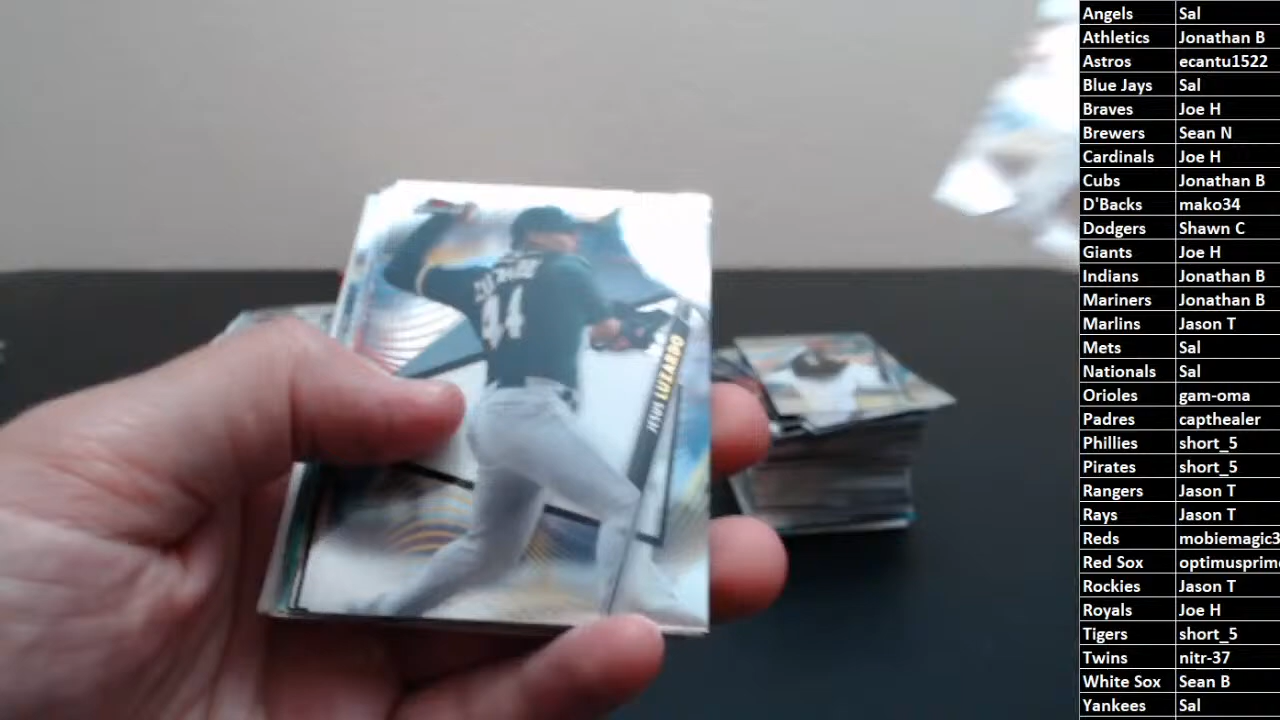 44
JESUS LUZARDO
Angels Sal
Athletics Jonathan B
Astros ecantu1522
Blue Jays Sal
Braves Joe H
Brewers Sean N
Cardinals Joe H
Cubs Jonathan B
D'Backs mako34
Dodgers Shawn C
Giants Joe H
Indians Jonathan B
Mariners Jonathan B
Marlins Jason T
Mets Sal
Nationals Sal
Orioles gam-oma
Padres capthealer
Phillies short_5
Pirates short_5
Rangers Jason T
Rays Jason T
Reds mobiemagic3
Red Sox optimusprime
Rockies Jason T
Royals Joe H
Tigers short_5
Twins nitr-37
White Sox Sean B
Yankees Sal